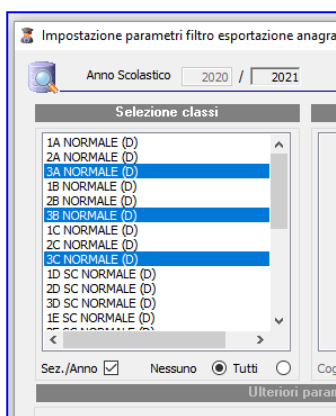 Impostazione parametri filtro esportazione anagra
Anno Scolastico 2020 / 2021
Selezione classi
1A NORMALE (D)
2A NORMALE (D)
3A NORMALE (D)
1B NORMALE (D)
2B NORMALE (D)
3B NORMALE (D)
1C NORMALE (D)
2C NORMALE (D)
3C NORMALE (D)
1D SC NORMALE (D)
2D SC NORMALE (D)
3D SC NORMALE (D)
1E SC NORMALE (D)
Sez./Anno Nessuno Tutti Cog
Ulteriori param